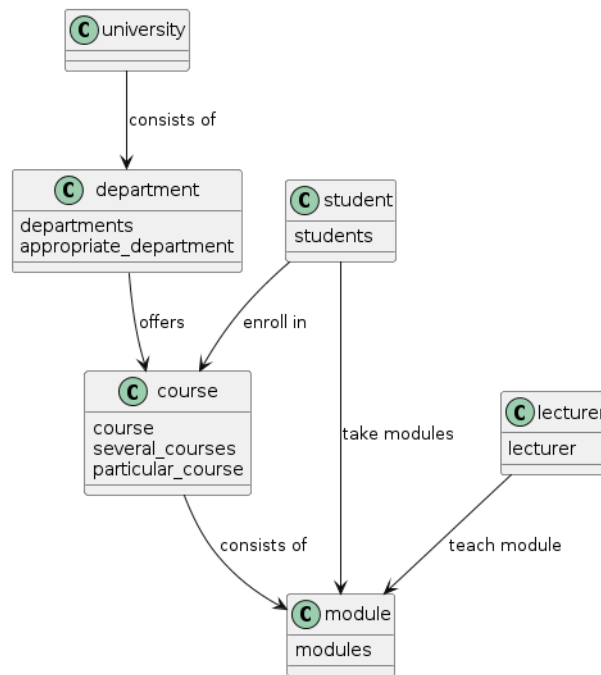 C university
consists of
C department
departments
appropriate_department
C student
students
offers
enroll in
C course
course
several_courses
particular_course
C lecturer
lecturer
take modules
consists of
teach module
C module
modules